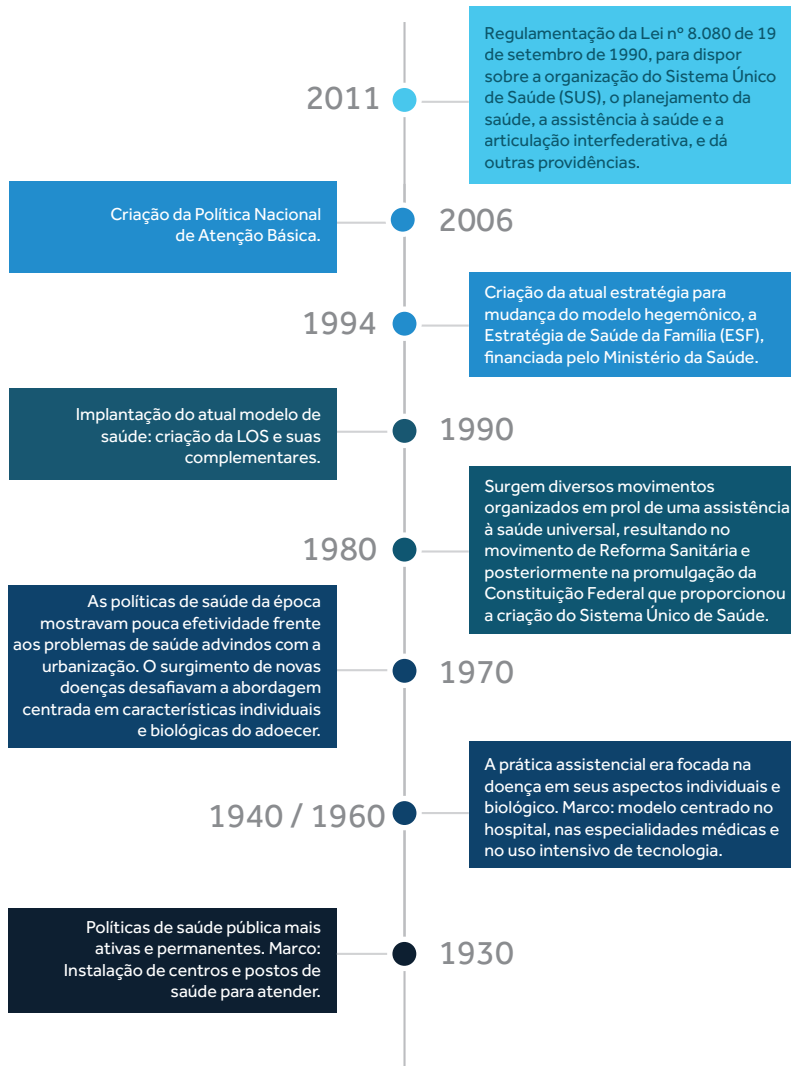 Regulamentação da Lei nº 8.080 de 19
de setembro de 1990, para dispor
sobre a organização do Sistema Único
de Saúde (SUS), o planejamento da
saúde, a assistência à saúde e a
articulação interfederativa, e dá
outras providências.
2011
Criação da Política Nacional
de Atenção Básica.
2006
Criação da atual estratégia para
mudança do modelo hegemônico, a
Estratégia de Saúde da Família (ESF),
financiada pelo Ministério da Saúde.
1994
Implantação do atual modelo de
saúde: criação da LOS e suas
complementares.
1990
Surgem diversos movimentos
organizados em prol de uma assistência
à saúde universal, resultando no
movimento de Reforma Sanitária e
posteriormente na promulgação da
Constituição Federal que proporcionou
a criação do Sistema Único de Saúde.
1980
As políticas de saúde da época
mostravam pouca efetividade frente
aos problemas de saúde advindos com a
urbanização. O surgimento de novas
doenças desafiavam a abordagem
centrada em características individuais
e biológicas do adoecer.
1970
A prática assistencial era focada na
doença em seus aspectos individuais e
biológico. Marco: modelo centrado no
hospital, nas especialidades médicas e
no uso intensivo de tecnologia.
1940 / 1960
Políticas de saúde pública mais
ativas e permanentes. Marco:
Instalação de centros e postos de
saúde para atender.
1930